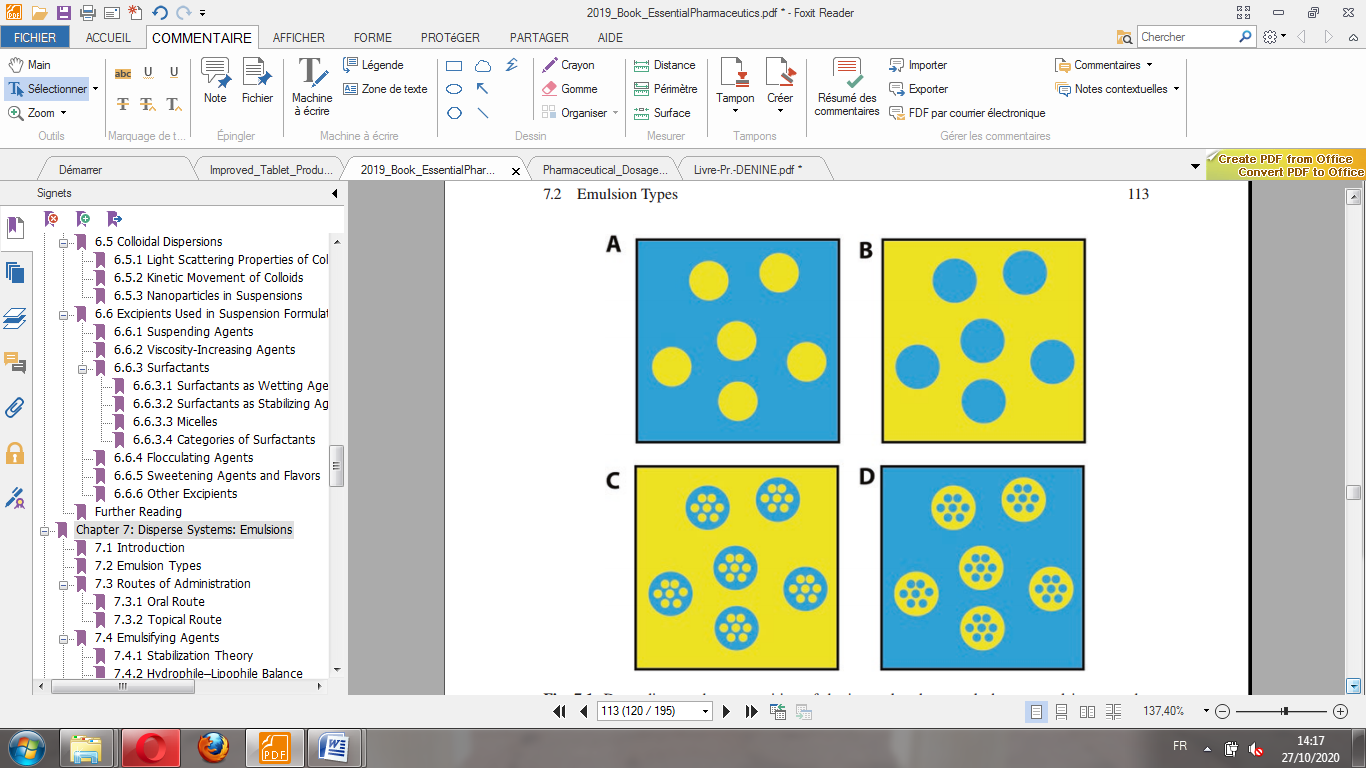 2019_Book_EssentialPharmaceutics.pdf * - Foxit Reader
FICHIER ACCUEIL COMMENTAIRE AFFICHER FORME PROTéGER PARTAGER AIDE
Chercher
Main
Sélectionner
Zoom
Outils
abc U U
T T T
Marquage de t...
Note Fichier
Épingler
Machine à écrire
Légende
Zone de texte
Machine à écrire
Dessin
Crayon
Gomme
Organiser
Distance
Périmètre
Surface
Mesurer
Tampon Créer
Tampons
Résumé des commentaires
Importer
Exporter
FDF par courrier électronique
Commentaires
Notes contextuelles
Gérer les commentaires
Démarrer Improved_Tablet_Produ... 2019_Book_EssentialPhar... Pharmaceutical_Dosage... Livre-Pr.-DENINE.pdf *
Create PDF from Office
Convert PDF to Office
Signets
6.5 Colloidal Dispersions
6.5.1 Light Scattering Properties of Col
6.5.2 Kinetic Movement of Colloids
6.5.3 Nanoparticles in Suspensions
6.6 Excipients Used in Suspension Formulat
6.6.1 Suspending Agents
6.6.2 Viscosity-Increasing Agents
6.6.3 Surfactants
6.6.3.1 Surfactants as Wetting Age
6.6.3.2 Surfactants as Stabilizing Ag
6.6.3.3 Micelles
6.6.3.4 Categories of Surfactants
6.6.4 Flocculating Agents
6.6.5 Sweetening Agents and Flavors
6.6.6 Other Excipients
Further Reading
Chapter 7: Disperse Systems: Emulsions
7.1 Introduction
7.2 Emulsion Types
7.3 Routes of Administration
7.3.1 Oral Route
7.3.2 Topical Route
7.4 Emulsifying Agents
7.4.1 Stabilization Theory
7.4.2 Hydrophile–Lipophile Balance
7.2 Emulsion Types 113
A B
C D
113 (120 / 195)
137,40%
PDF
FR
14:17
27/10/2020